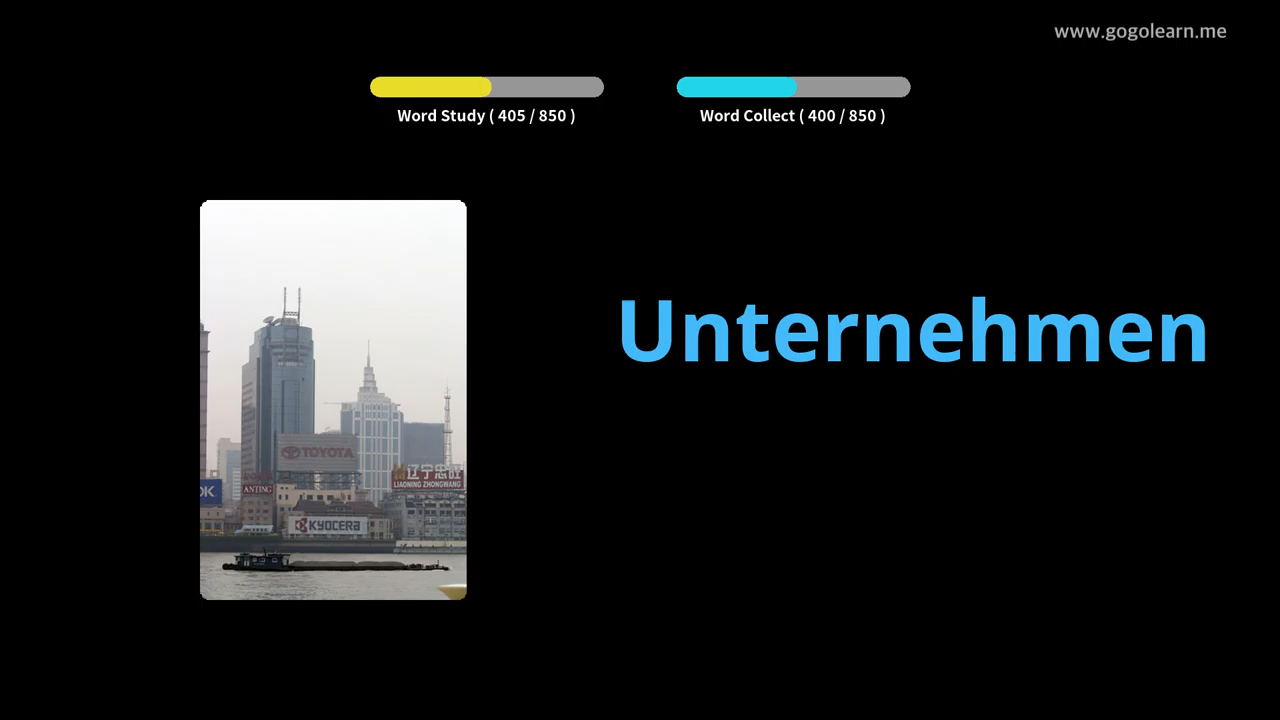 www.gogolearn.me
Word Study ( 405 / 850 )
Word Collect ( 400 / 850 )
Unternehmen
TOYOTA
辽宁忠旺
LIAONING ZHONGWANG
OK
ANTING
KYOCERA